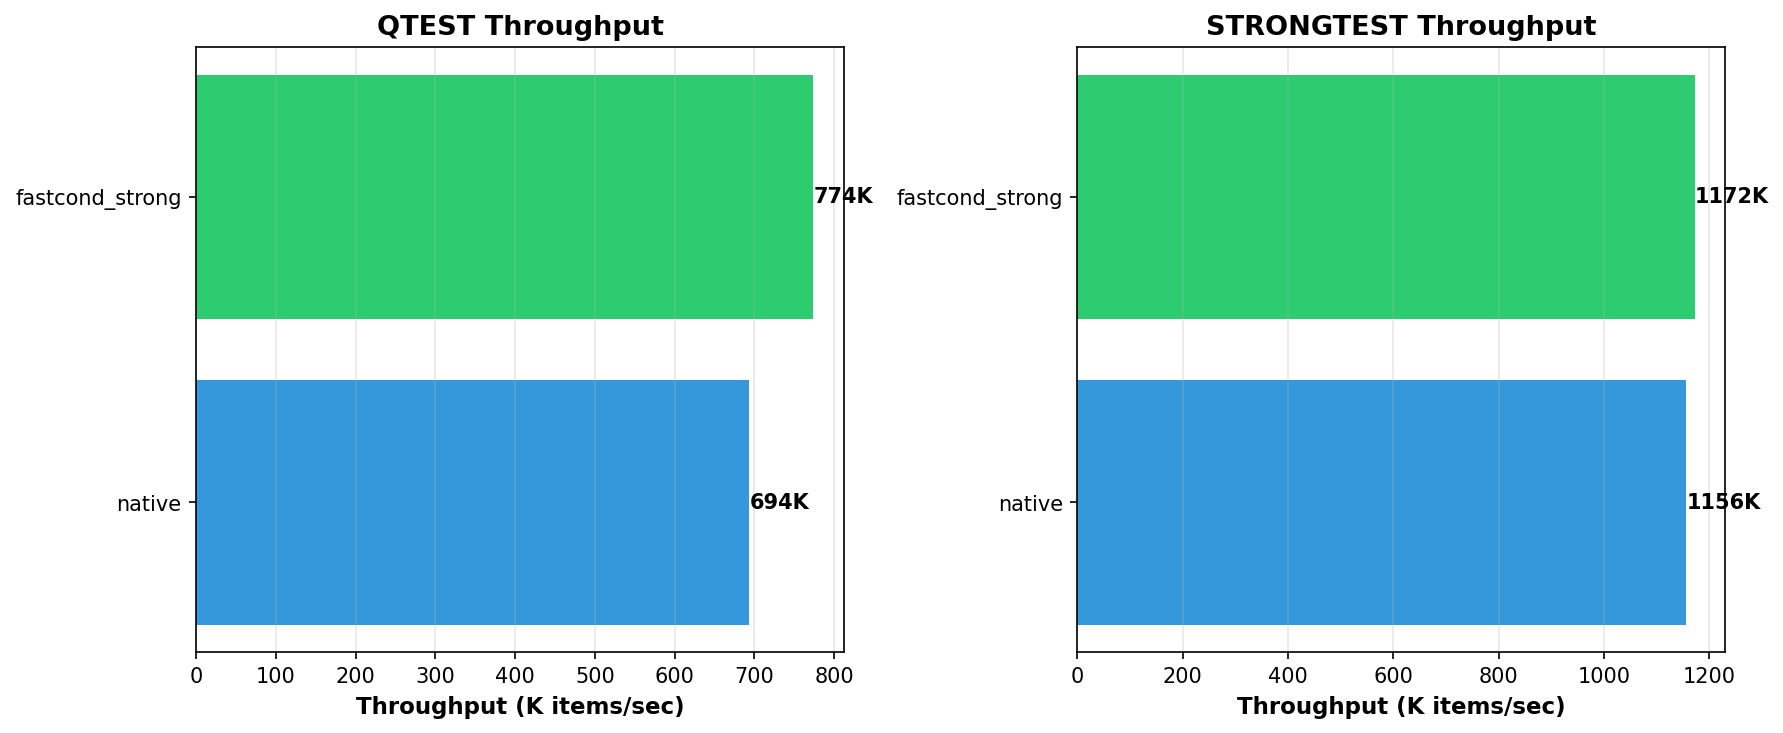 QTEST Throughput
fastcond_strong
774K
native
694K
0 100 200 300 400 500 600 700 800
Throughput (K items/sec)
STRONGTEST Throughput
fastcond_strong
1172K
native
1156K
0 200 400 600 800 1000 1200
Throughput (K items/sec)